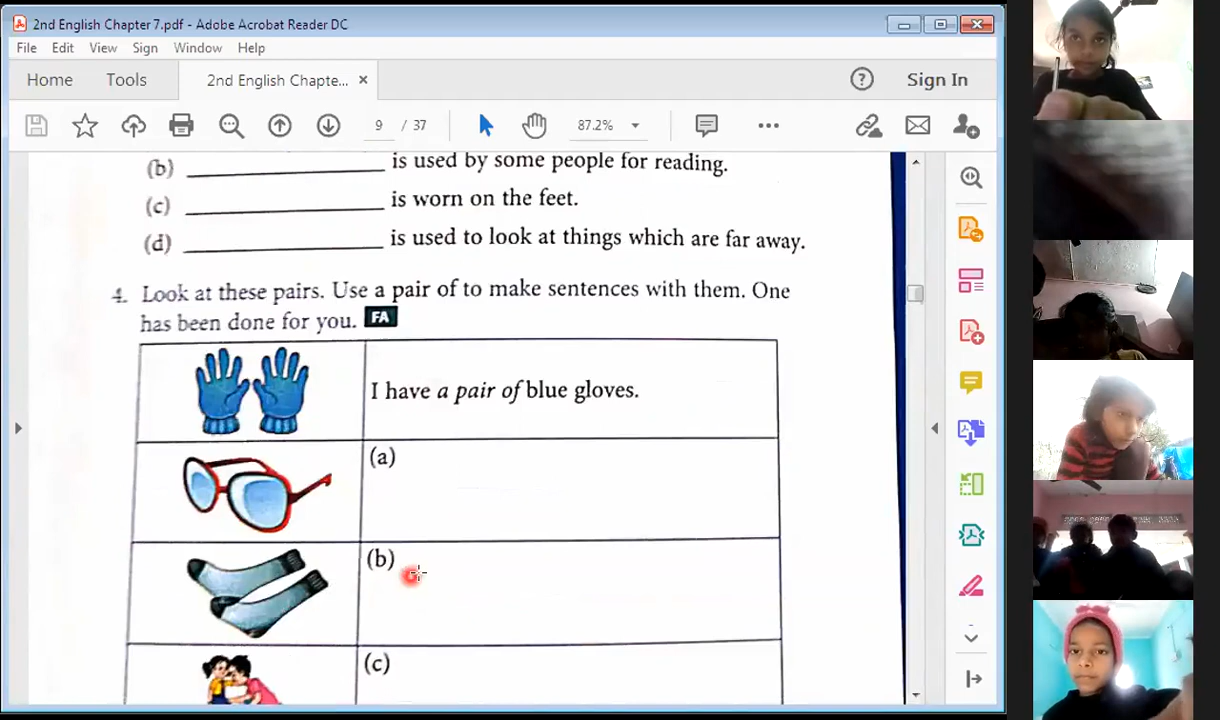 2nd English Chapter 7.pdf - Adobe Acrobat Reader DC
File Edit View Sign Window Help
Home Tools 2nd English Chapte... × ? Sign In
9 / 37 87.2%
(b) ____________ is used by some people for reading.
(c) ____________ is worn on the feet.
(d) ____________ is used to look at things which are far away.
4. Look at these pairs. Use a pair of to make sentences with them. One
has been done for you. FA
I have a pair of blue gloves.
(a)
(b)
(c)